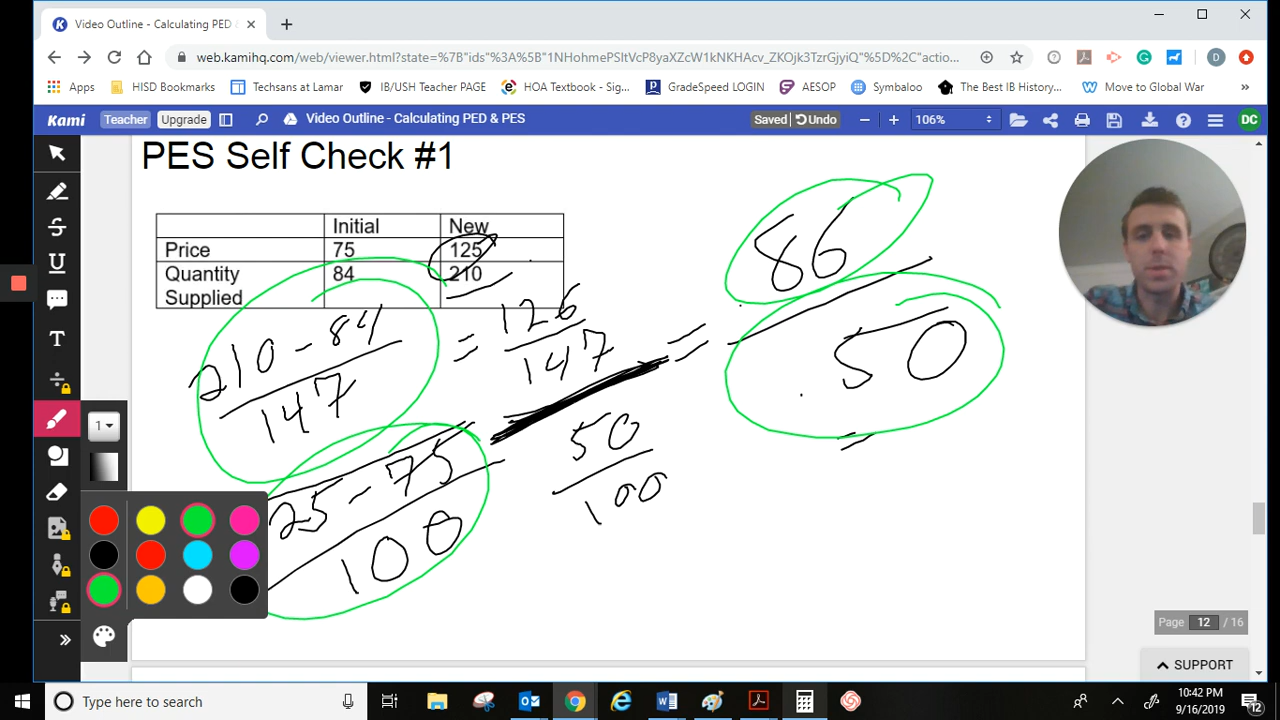 Video Outline - Calculating PED &
web.kamihq.com/web/viewer.html?state=%7B"ids"%3A%5B"1NHohmePSltVcP8yaXZcW1kNKHAcv_ZKOjk3TzrGjyiQ"%5D%2C"actio...
D
Apps HISD Bookmarks Techsans at Lamar IB/USH Teacher PAGE HOA Textbook - Sig... GradeSpeed LOGIN AESOP Symbaloo The Best IB History... Move to Global War »
Kami Teacher Upgrade Video Outline - Calculating PED & PES Saved Undo 106% DC
PES Self Check #1
Initial New
Price 75 125
Quantity Supplied 84 210
210 - 84
147
= 126
147
= 86
50
=
25 - 75
100
= 50
100
T
1
Page 12 / 16
SUPPORT
Type here to search
10:42 PM
9/16/2019
12